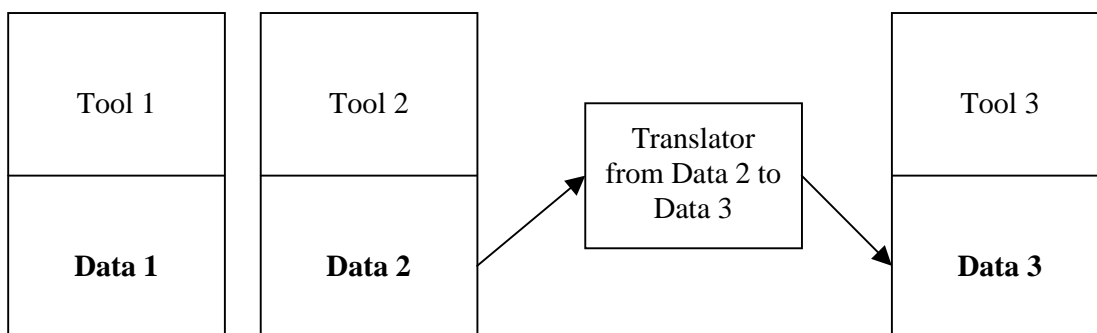 Tool 1
Data 1
Tool 2
Data 2
Translator
from Data 2 to
Data 3
Tool 3
Data 3